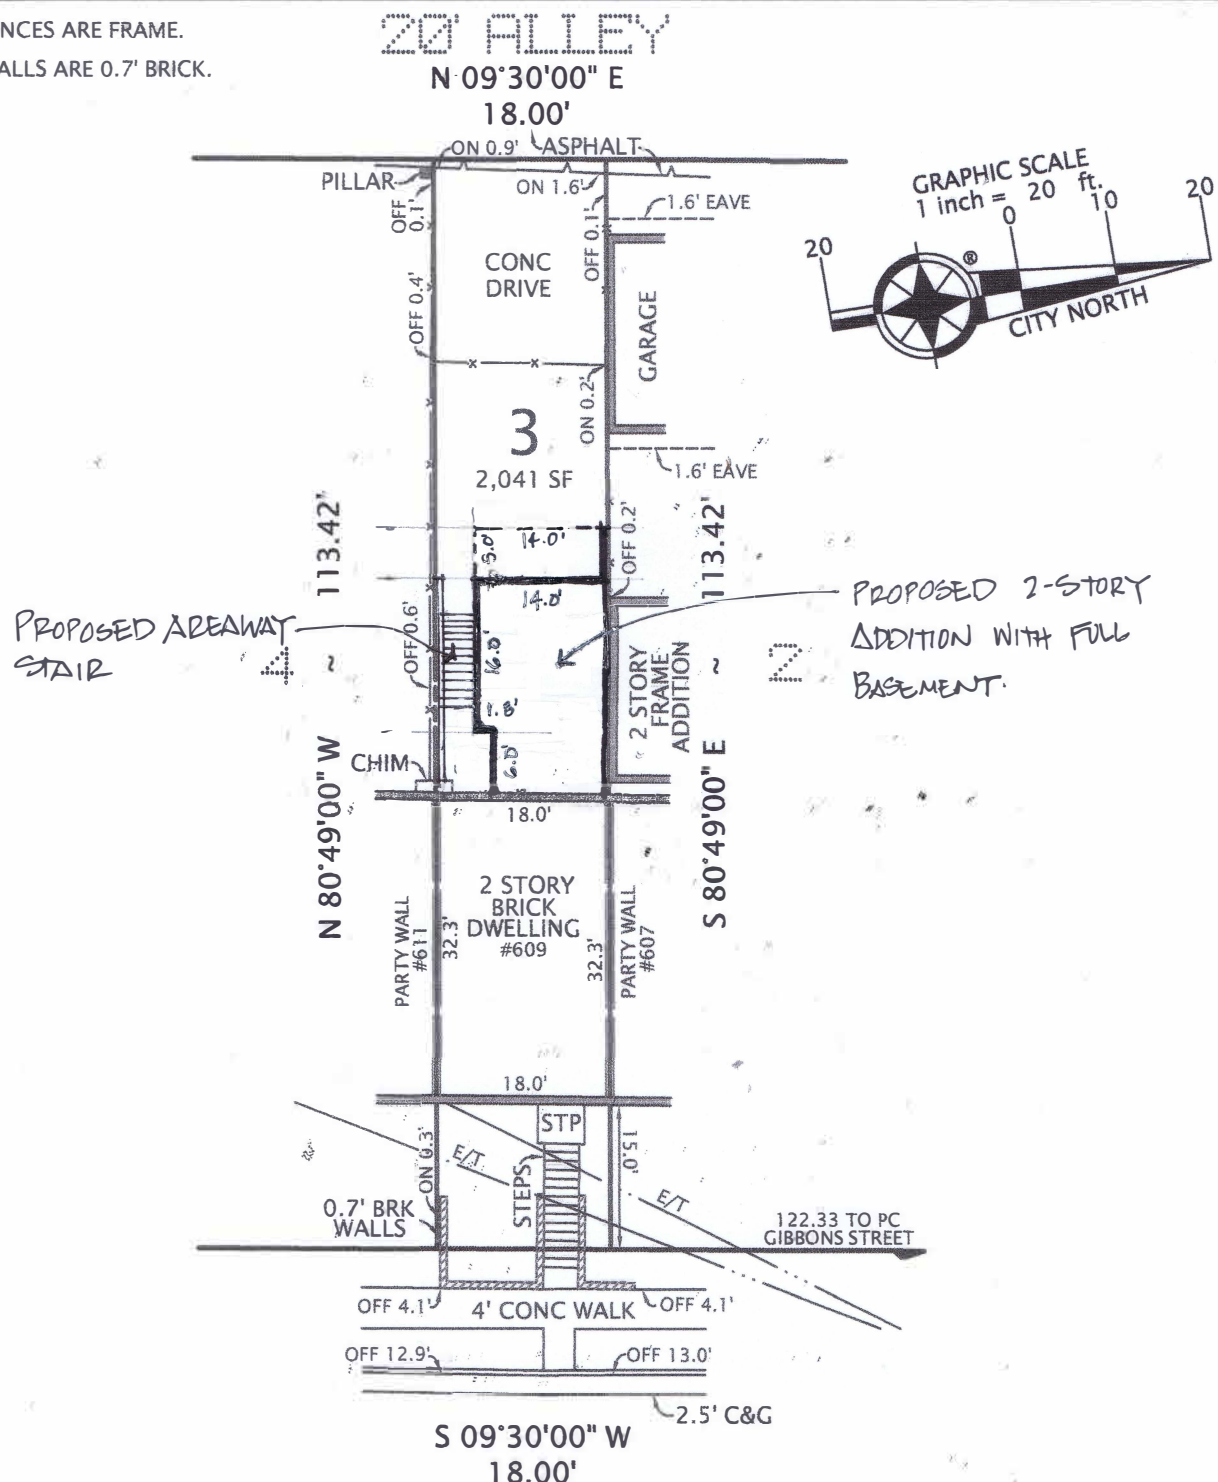 NCES ARE FRAME.
ALLS ARE 0.7' BRICK.
20' ALLEY
N 09°30'00" E
18.00'
ON 0.9'
ASPHALT
PILLAR
ON 1.6'
OFF 0.1'
OFF 0.1'
1.6' EAVE
CONC
DRIVE
OFF 0.4'
GARAGE
GRAPHIC SCALE
1 inch = 20 ft.
20
0
10
20
®
CITY NORTH
ON 0.2'
3
2,041 SF
1.6' EAVE
113.42'
113.42'
OFF 0.2'
5.0'
14.0'
14.0'
PROPOSED AREAWAY
STAIR
4
~
OFF 0.6'
16.0'
1.8'
6.0'
2 STORY
FRAME
ADDITION
~
2
PROPOSED 2-STORY
ADDITION WITH FULL
BASEMENT.
CHIM
N 80°49'00" W
S 80°49'00" E
18.0'
2 STORY
BRICK
DWELLING
#609
PARTY WALL
#611
32.3'
32.3'
PARTY WALL
#607
18.0'
STP
ON 0.3'
E/T
STEPS
15.0'
E/T
0.7' BRK
WALLS
122.33 TO PC
GIBBONS STREET
OFF 4.1'
4' CONC WALK
OFF 4.1'
OFF 12.9'
OFF 13.0'
2.5' C&G
S 09°30'00" W
18.00'